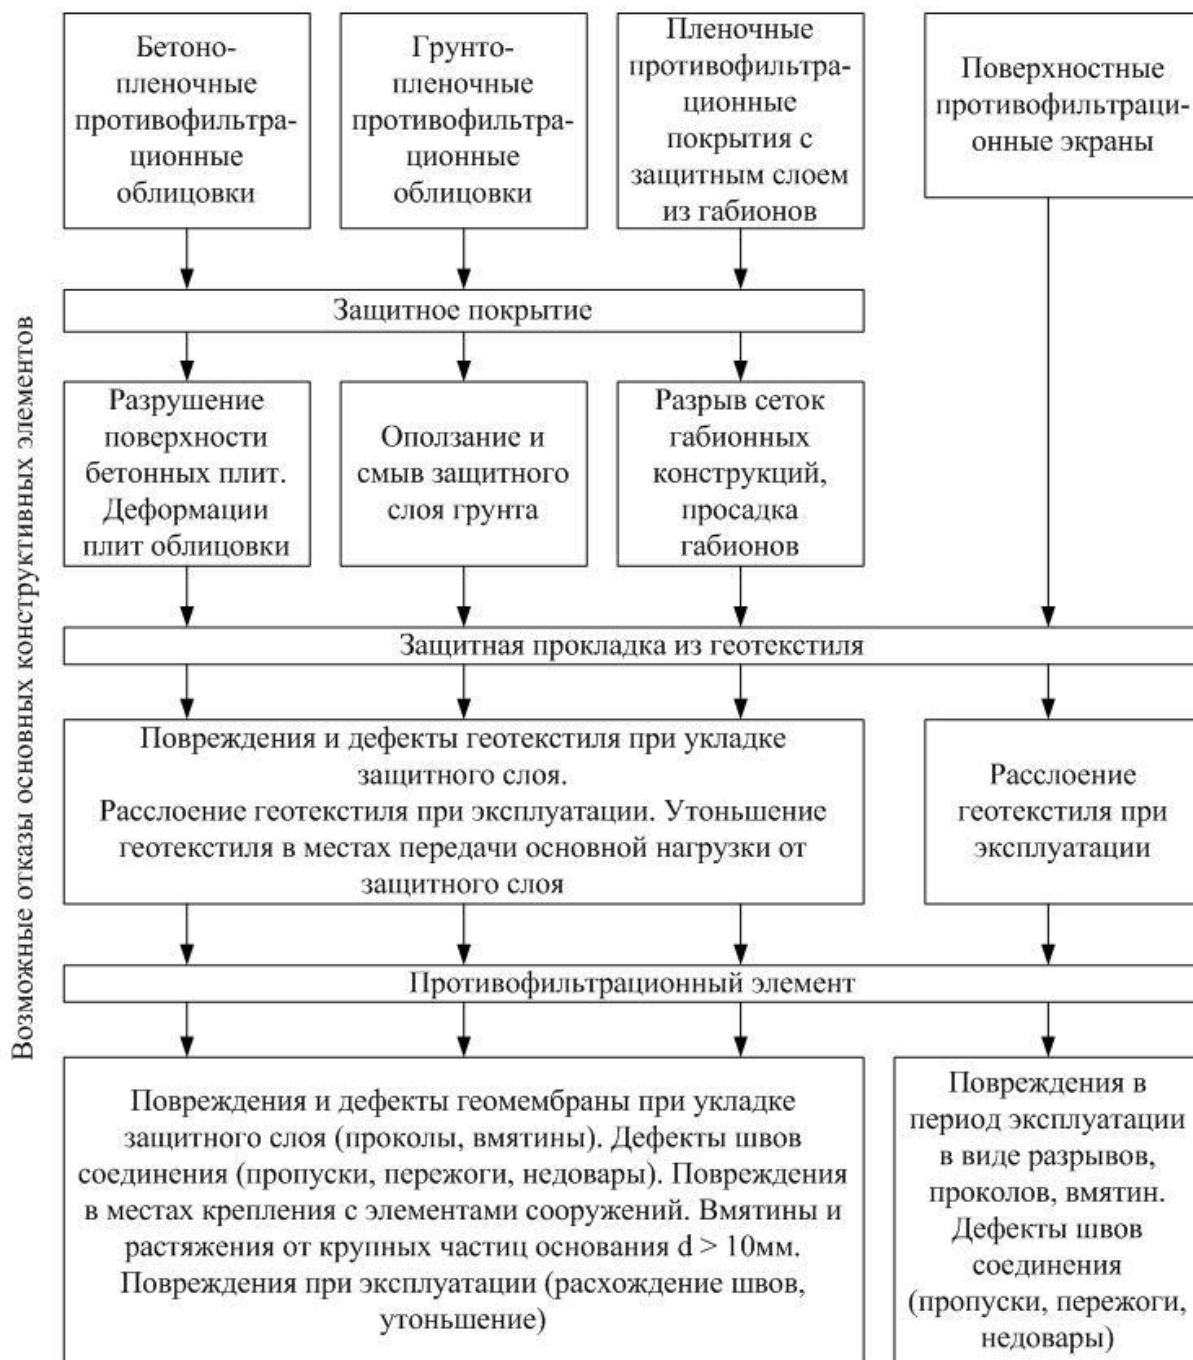 Бетоно-
пленочные
противофильтра-
ционные
облицовки
Грунто-
пленочные
противофильтра-
ционные
облицовки
Пленочные
противофильтра-
ционные
покрытия с
защитным слоем
из габионов
Поверхностные
противофильтраци-
онные экраны
Защитное покрытие
Разрушение
поверхности
бетонных плит.
Деформации
плит облицовки
Оползание и
смыв защитного
слоя грунта
Разрыв сеток
габионных
конструкций,
просадка
габионов
Защитная прокладка из геотекстиля
Повреждения и дефекты геотекстиля при укладке
защитного слоя.
Расслоение геотекстиля при эксплуатации. Утоньшение
геотекстиля в местах передачи основной нагрузки от
защитного слоя
Расслоение
геотекстиля при
эксплуатации
Противофильтрационный элемент
Повреждения и дефекты геомембраны при укладке
защитного слоя (проколы, вмятины). Дефекты швов
соединения (пропуски, пережоги, недовары). Повреждения
в местах крепления с элементами сооружений. Вмятины и
растяжения от крупных частиц основания d > 10мм.
Повреждения при эксплуатации (расхождение швов,
утоньшение)
Повреждения в
период эксплуатации
в виде разрывов,
проколов, вмятин.
Дефекты швов
соединения
(пропуски, пережоги,
недовары)
Возможные отказы основных конструктивных элементов